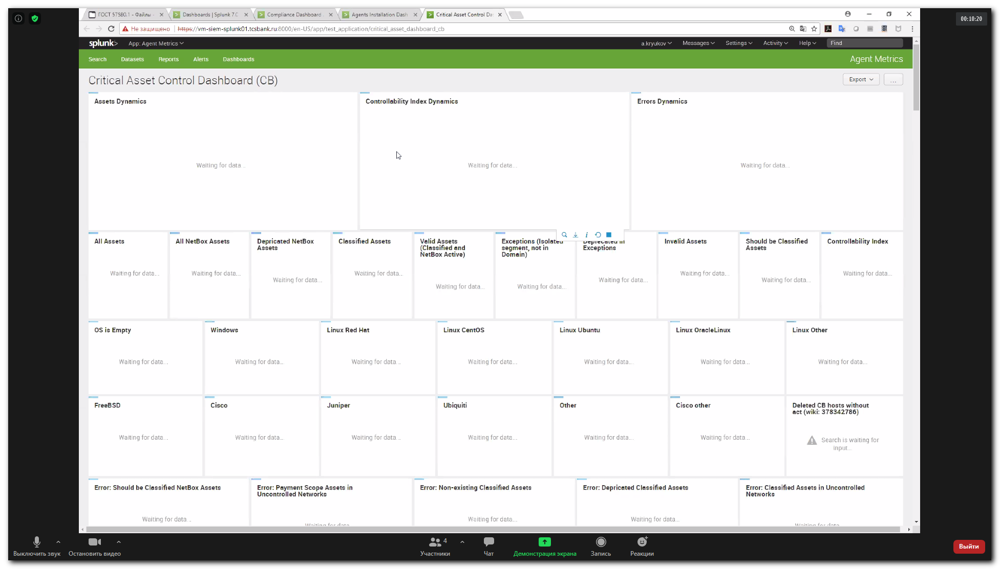 ГОСТ 57580.1 - Файлы -
Dashboards | Splunk 7.0
Compliance Dashboard
Agents Installation Dash
Critical Asset Control Da
00:10:20
Не защищено
https://vm-siem-splunk01.tcsbank.ru:8000/en-US/app/test_application/critical_asset_dashboard_cb
splunk>
App: Agent Metrics
a.kryukov
Messages
Settings
Activity
Help
Find
Search
Datasets
Reports
Alerts
Dashboards
Agent Metrics
Critical Asset Control Dashboard (CB)
Export
...
Assets Dynamics
Waiting for data...
Controllability Index Dynamics
Waiting for data...
Errors Dynamics
Waiting for data...
All Assets
Waiting for data...
All NetBox Assets
Waiting for data...
Depricated NetBox
Assets
Waiting for data...
Classified Assets
Waiting for data...
Valid Assets
(Classified and
NetBox Active)
Waiting for data...
Exceptions (Isolated
segment, not in
Domain)
Waiting for data...
Deprecated in
Exceptions
Waiting for data...
Invalid Assets
Waiting for data...
Should be Classified
Assets
Waiting for data...
Controllability Index
Waiting for data...
OS is Empty
Waiting for data...
Windows
Waiting for data...
Linux Red Hat
Waiting for data...
Linux CentOS
Waiting for data...
Linux Ubuntu
Waiting for data...
Linux OracleLinux
Waiting for data...
Linux Other
Waiting for data...
FreeBSD
Waiting for data...
Cisco
Waiting for data...
Juniper
Waiting for data...
Ubiquiti
Waiting for data...
Other
Waiting for data...
Cisco other
Waiting for data...
Deleted CB hosts without
act (wiki: 378342786)
Search is waiting for
input...
Error: Should be Classified NetBox Assets
Waiting for data...
Error: Payment Scope Assets in
Uncontrolled Networks
Waiting for data...
Error: Non-existing Classified Assets
Waiting for data...
Error: Depricated Classified Assets
Waiting for data...
Error: Classified Assets in Uncontrolled
Networks
Waiting for data...
Выключить звук
Остановить видео
4
Участники
Чат
Демонстрация экрана
Запись
Реакции
Выйти